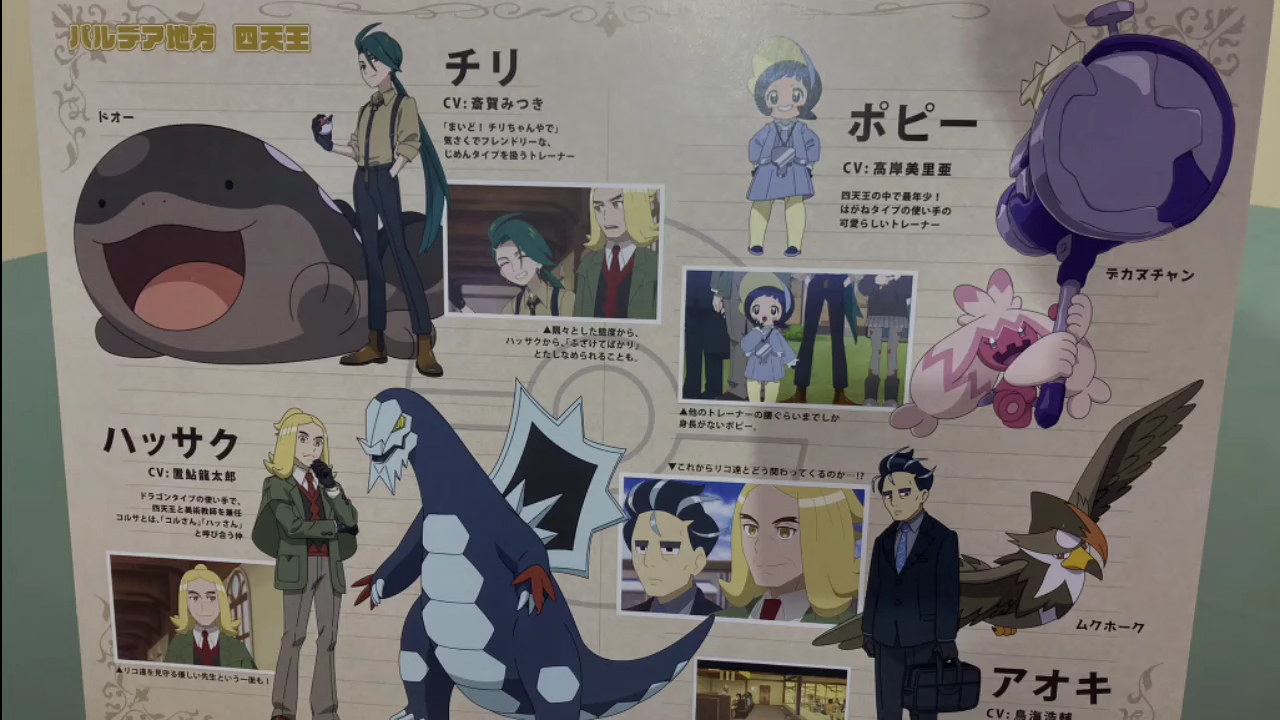 パルデア地方 四天王
ドオー
チリ
CV:斎賀みつき
「まいど! チリちゃんやで」
気さくでフレンドリーな、
じめんタイプを扱うトレーナー
▲飄々とした態度から、
ハッサクから、「ふざけてばかり」
とたしなめられることも。
ポピー
CV:高岸美里亜
四天王の中で最年少!
はがねタイプの使い手の
可愛らしいトレーナー
デカヌチャン
▲他のトレーナーの腰ぐらいまでしか
身長がないポピー。
ハッサク
CV:置鮎龍太郎
ドラゴンタイプの使い手で、
四天王と美術教師を兼任
コルサとは、「コルさん」「ハッさん」
と呼び合う仲
▲リコ達を見守る優しい先生という一面も!
▼これからリコ達とどう関わってくるのか…!?
ムクホーク
アオキ
CV:鳥海浩輔